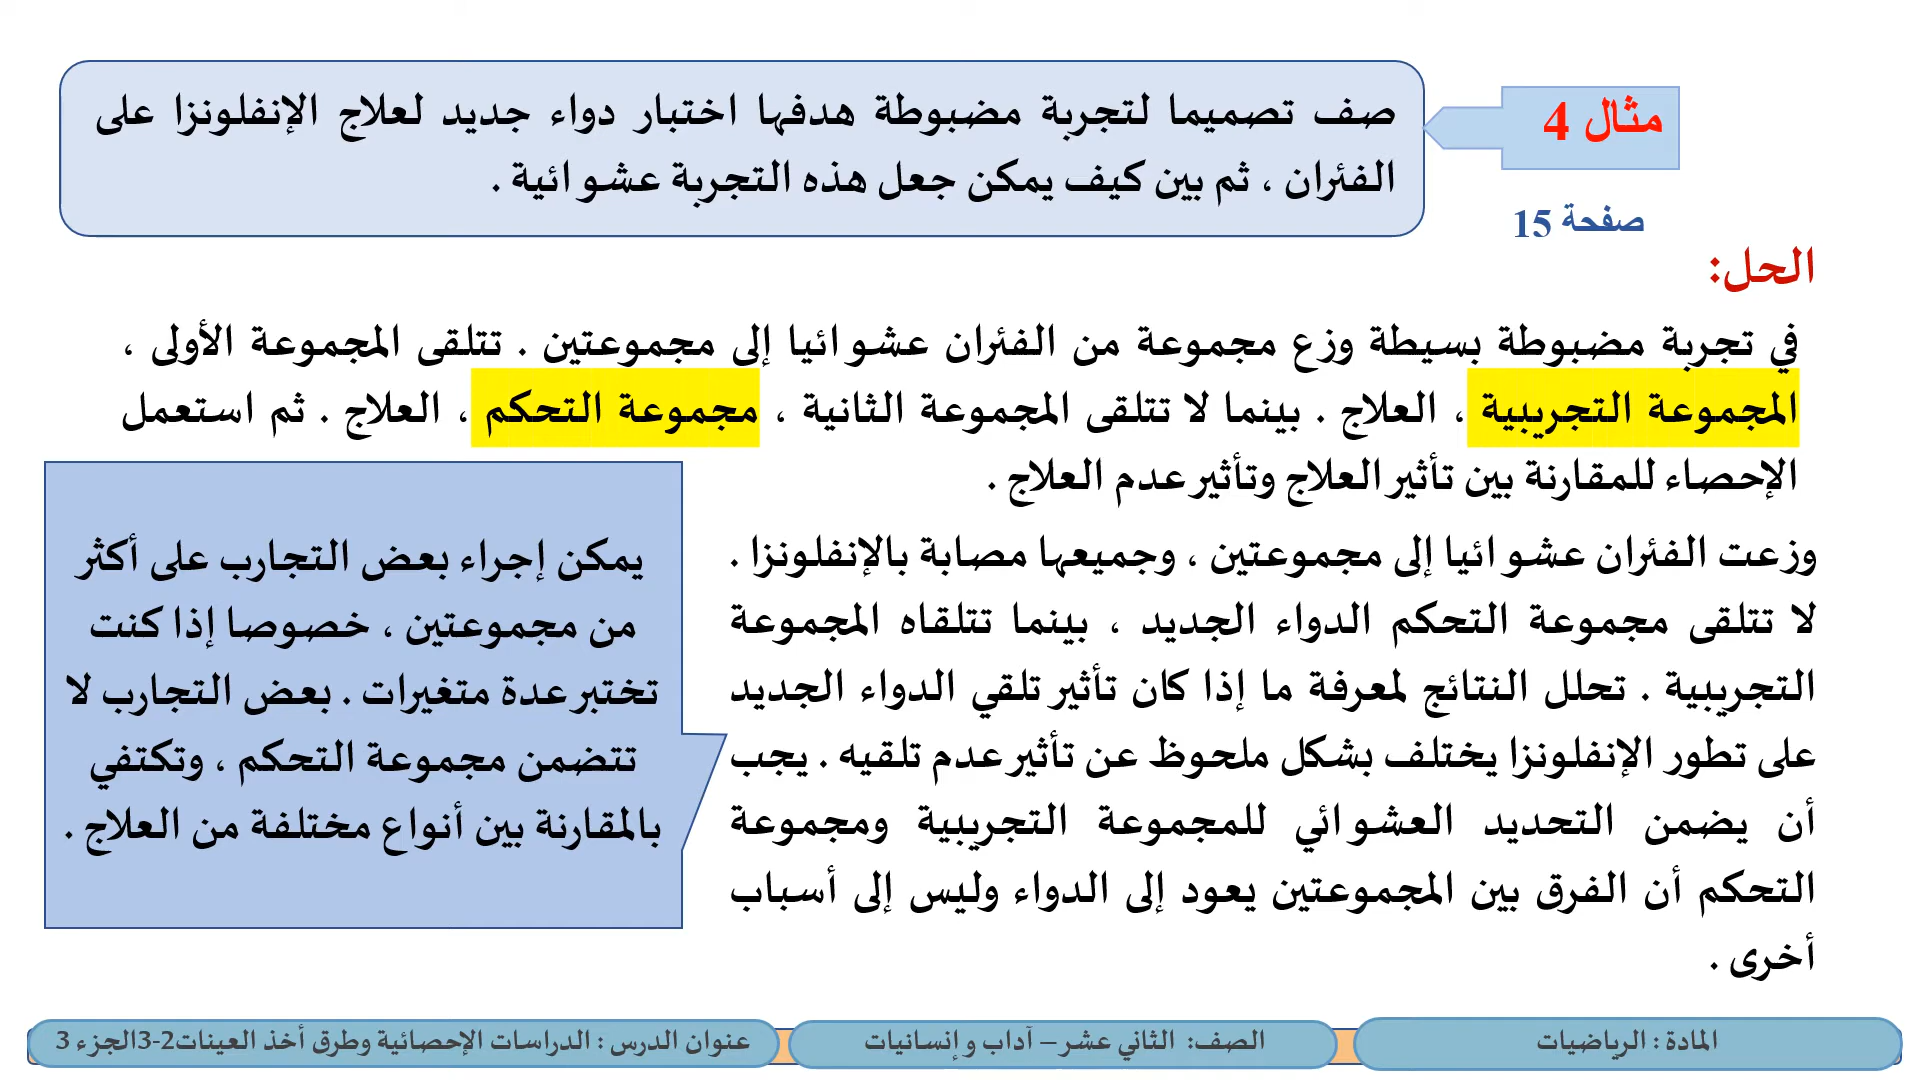 مثال 4
صفحة 15
صف تصميما لتجربة مضبوطة هدفها اختبار دواء جديد لعلاج الإنفلونزا على
الفئران ، ثم بين كيف يمكن جعل هذه التجربة عشوائية .
الحل:
في تجربة مضبوطة بسيطة وزع مجموعة من الفئران عشوائيا إلى مجموعتين . تتلقى المجموعة الأولى ،
المجموعة التجريبية ، العلاج . بينما لا تتلقى المجموعة الثانية ، مجموعة التحكم ، العلاج . ثم استعمل
الإحصاء للمقارنة بين تأثير العلاج وتأثير عدم العلاج .
وزعت الفئران عشوائيا إلى مجموعتين ، وجميعها مصابة بالإنفلونزا .
لا تتلقى مجموعة التحكم الدواء الجديد ، بينما تتلقاه المجموعة
التجريبية . تحلل النتائج لمعرفة ما إذا كان تأثير تلقي الدواء الجديد
على تطور الإنفلونزا يختلف بشكل ملحوظ عن تأثير عدم تلقيه . يجب
أن يضمن التحديد العشوائي للمجموعة التجريبية ومجموعة
التحكم أن الفرق بين المجموعتين يعود إلى الدواء وليس إلى أسباب
أخرى .
يمكن إجراء بعض التجارب على أكثر
من مجموعتين ، خصوصا إذا كنت
تختبر عدة متغيرات . بعض التجارب لا
تتضمن مجموعة التحكم ، وتكتفي
بالمقارنة بين أنواع مختلفة من العلاج .
المادة : الرياضيات
الصف: الثاني عشر – آداب و إنسانيات
عنوان الدرس : الدراسات الإحصائية وطرق أخذ العينات2-3الجزء 3